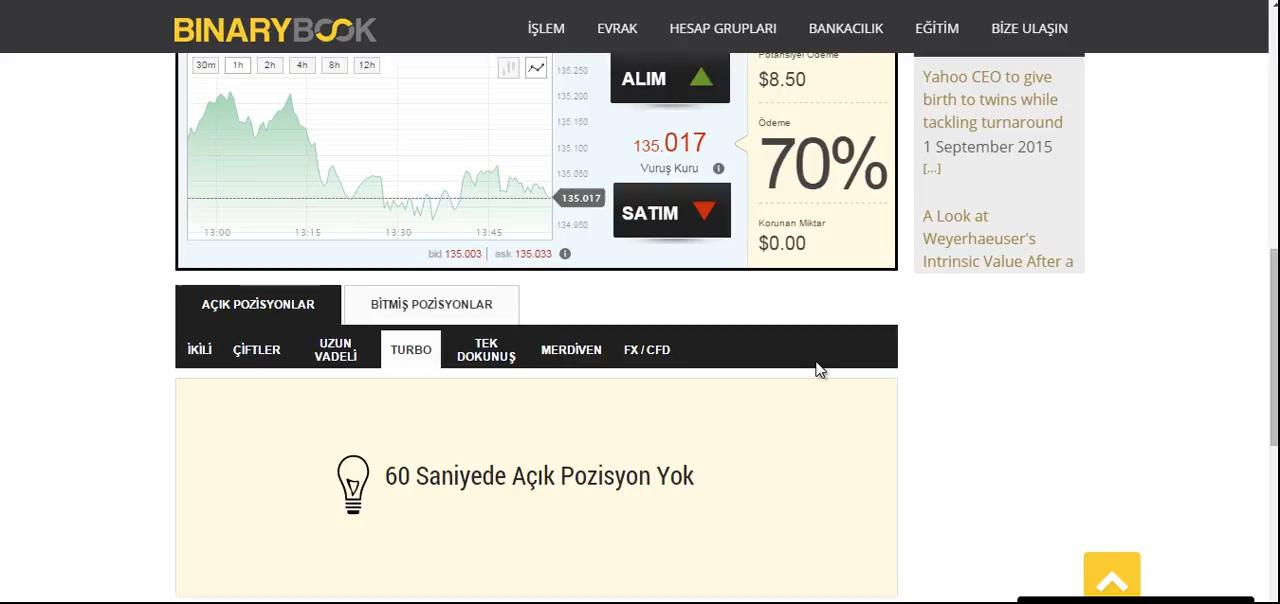 BINARYBOOK
İŞLEM EVRAK HESAP GRUPLARI BANKACILIK EĞİTİM BİZE ULAŞIN
30m 1h 2h 4h 8h 12h
135.250
135.200
135.150
135.100
135.050
135.017
134.950
13:00 13:15 13:30 13:45
bid 135.003 | ask 135.033
ALIM
135.017
Vuruş Kuru
SATIM
Potansiyel Ödeme
$8.50
Ödeme
70%
Korunan Miktar
$0.00
Yahoo CEO to give
birth to twins while
tackling turnaround
1 September 2015
[...]
A Look at
Weyerhaeuser's
Intrinsic Value After a
AÇIK POZİSYONLAR BİTMİŞ POZİSYONLAR
İKİLİ ÇİFTLER UZUN VADELİ TURBO TEK DOKUNUŞ MERDİVEN FX / CFD
60 Saniyede Açık Pozisyon Yok